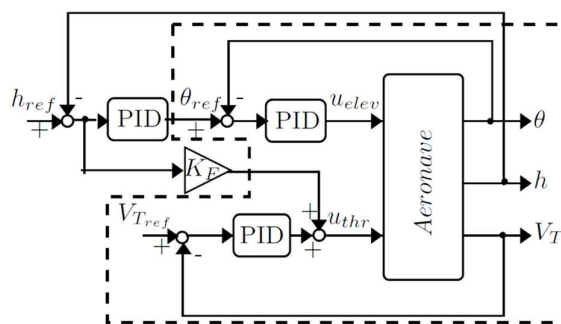 h_ref
-
+
PID
θ_ref
-
+
PID
u_elev
K_F
V_T_ref
+
-
PID
+
+
u_thr
Aeronave
θ
h
V_T